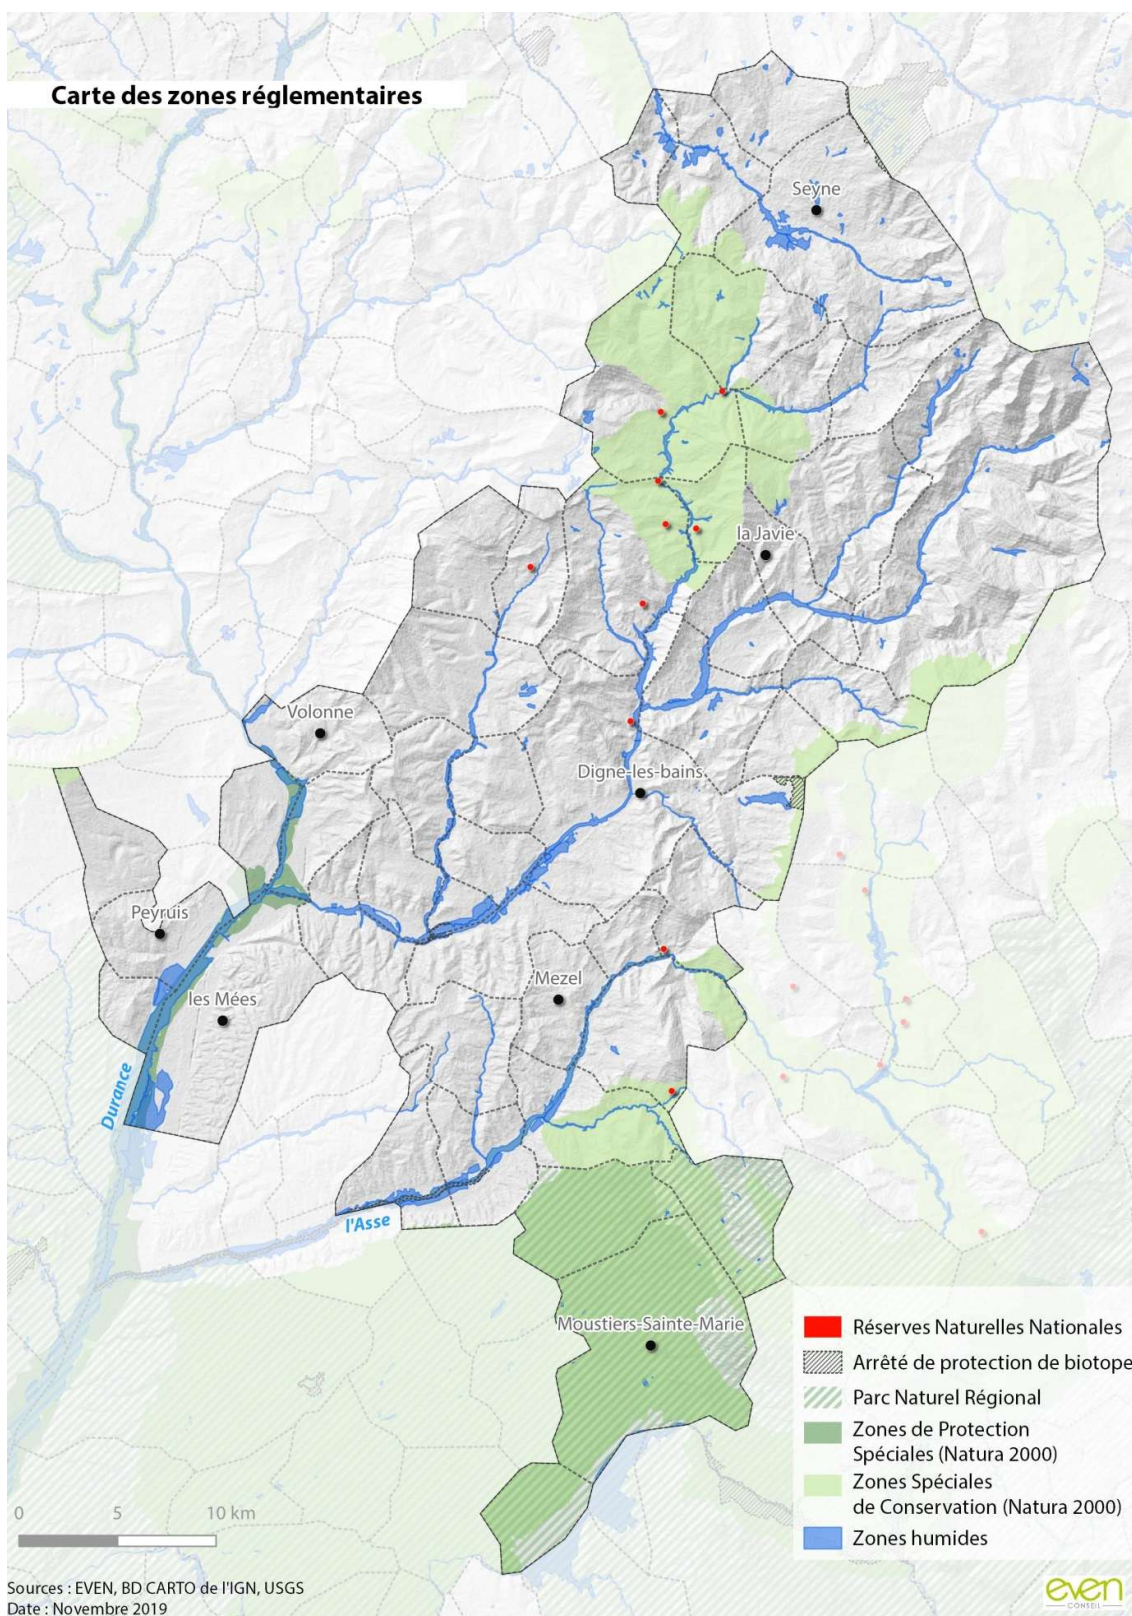 Carte des zones réglementaires
Seyne
la Javie
Volonne
Digne-les-bains
Peyruis
les Mées
Mezel
Durance
l'Asse
Moustiers-Sainte-Marie
Réserves Naturelles Nationales
Arrêté de protection de biotope
Parc Naturel Régional
Zones de Protection
Spéciales (Natura 2000)
Zones Spéciales
de Conservation (Natura 2000)
Zones humides
0 5 10 km
Sources : EVEN, BD CARTO de l'IGN, USGS
Date : Novembre 2019
even
CONSEIL